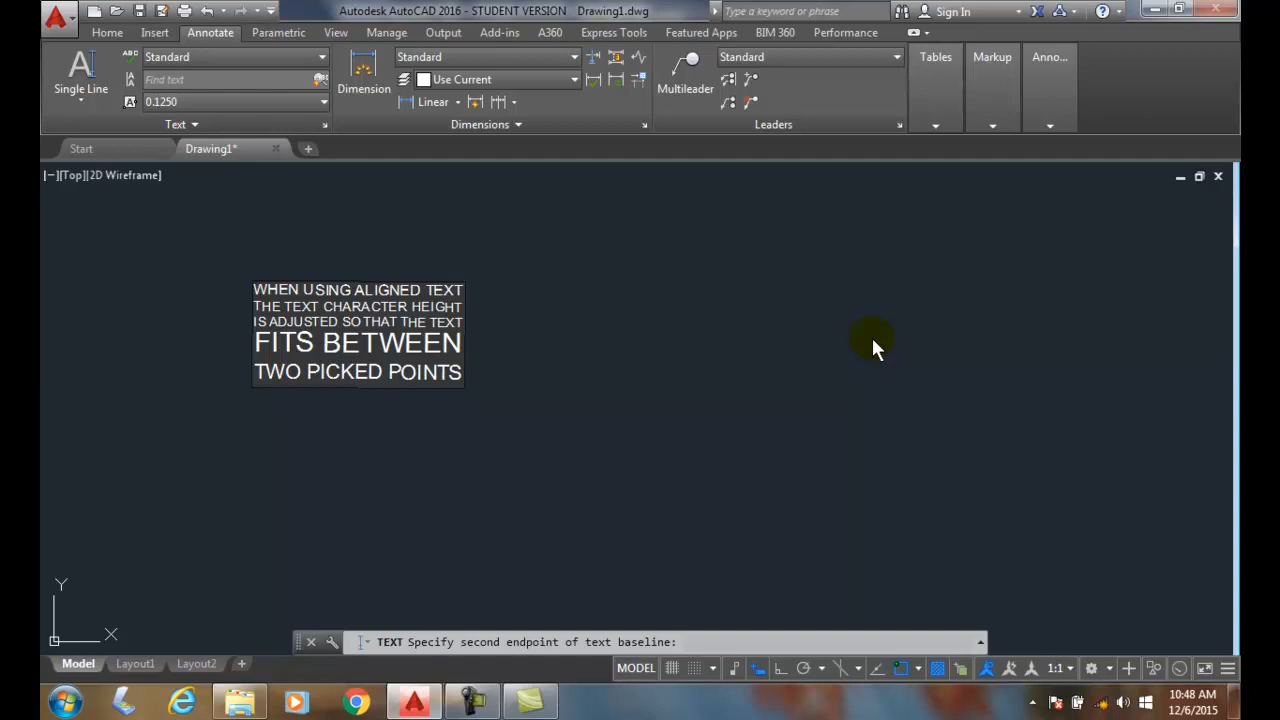 Autodesk AutoCAD 2016 - STUDENT VERSION Drawing1.dwg
Type a keyword or phrase
Sign In
Home Insert Annotate Parametric View Manage Output Add-ins A360 Express Tools Featured Apps BIM 360 Performance
Single Line
ABC
Standard
Find text
0.1250
Text
Dimension
Standard
Use Current
Linear
Dimensions
Multileader
Standard
Leaders
Tables
Markup
Anno...
Start
Drawing1*
[−][Top][2D Wireframe]
WHEN USING ALIGNED TEXT
THE TEXT CHARACTER HEIGHT
IS ADJUSTED SO THAT THE TEXT
FITS BETWEEN
TWO PICKED POINTS
Y
X
TEXT Specify second endpoint of text baseline:
Model Layout1 Layout2
MODEL
1:1
10:48 AM
12/6/2015